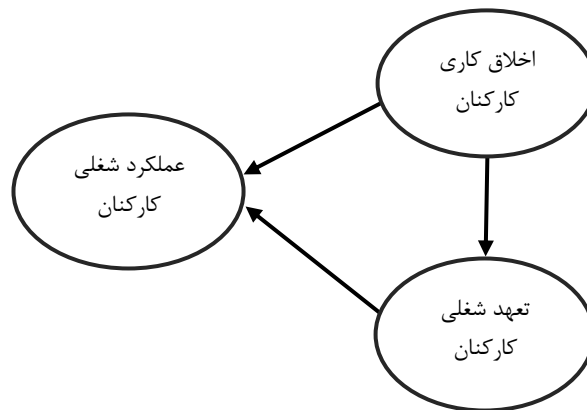 اخلاق کاری
کارکنان
عملکرد شغلی
کارکنان
تعهد شغلی
کارکنان